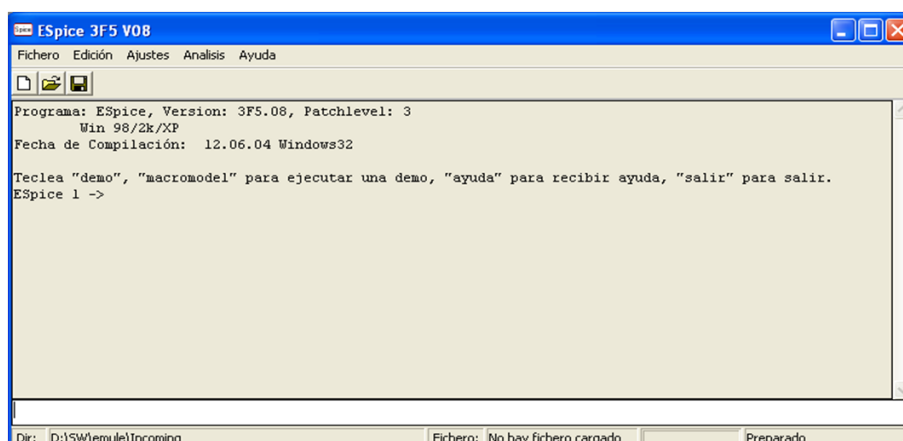 Spice ESpice 3F5 V08
Fichero Edición Ajustes Analisis Ayuda
Programa: ESpice, Version: 3F5.08, Patchlevel: 3
Win 98/2k/XP
Fecha de Compilación: 12.06.04 Windows32
Teclea "demo", "macromodel" para ejecutar una demo, "ayuda" para recibir ayuda, "salir" para salir.
ESpice 1 ->
Dir: D:\SW\emule\Incoming Fichero: No hay fichero cargado Preparado